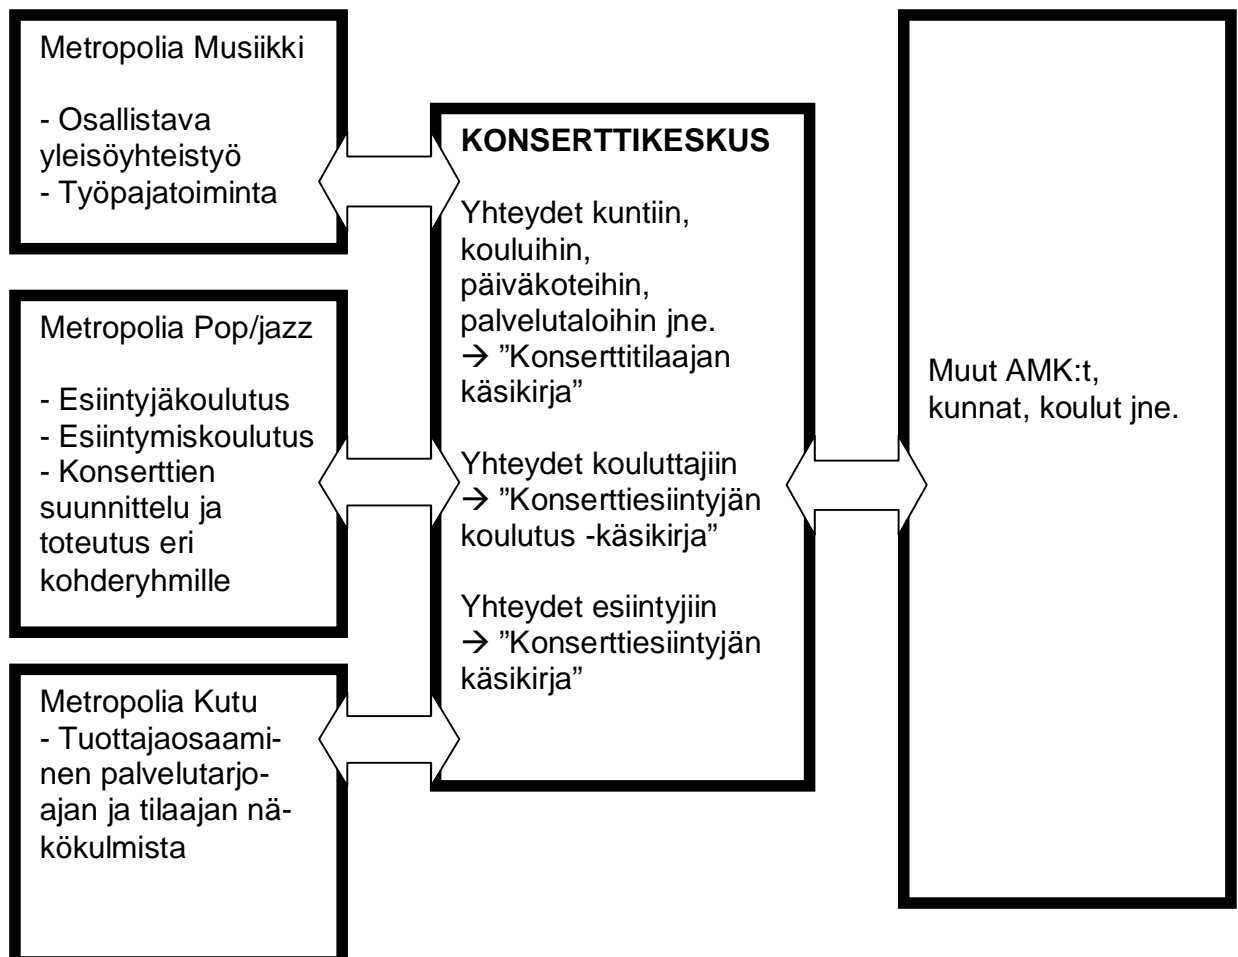 Metropolia Musiikki
- Osallistava
yleisöyhteistyö
- Työpajatoiminta
Metropolia Pop/jazz
- Esiintyjäkoulutus
- Esiintymiskoulutus
- Konserttien
suunnittelu ja
toteutus eri
kohderyhmille
Metropolia Kutu
- Tuottajaosaami-
nen palvelutarjo-
ajan ja tilaajan nä-
kökulmista
KONSERTTIKESKUS
Yhteydet kuntiin,
kouluihin,
päiväkoteihin,
palvelutaloihin jne.
→ ”Konserttitilaajan
käsikirja”
Yhteydet kouluttajiin
→ ”Konserttiesiintyjän
koulutus -käsikirja”
Yhteydet esiintyjiin
→ ”Konserttiesiintyjän
käsikirja”
Muut AMK:t,
kunnat, koulut jne.